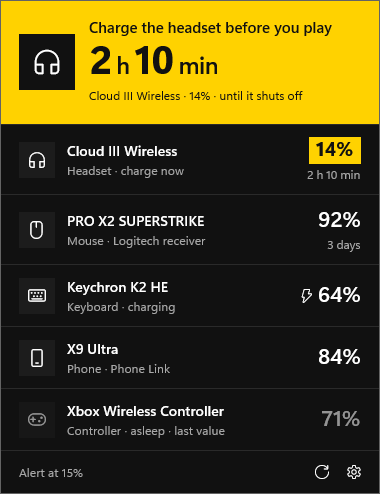 Charge the headset before you play
2 h 10 min
Cloud III Wireless · 14% · until it shuts off
Cloud III Wireless
14%
Headset · charge now
2 h 10 min
PRO X2 SUPERSTRIKE
92%
Mouse · Logitech receiver
3 days
Keychron K2 HE
64%
Keyboard · charging
X9 Ultra
84%
Phone · Phone Link
Xbox Wireless Controller
71%
Controller · asleep · last value
Alert at 15%